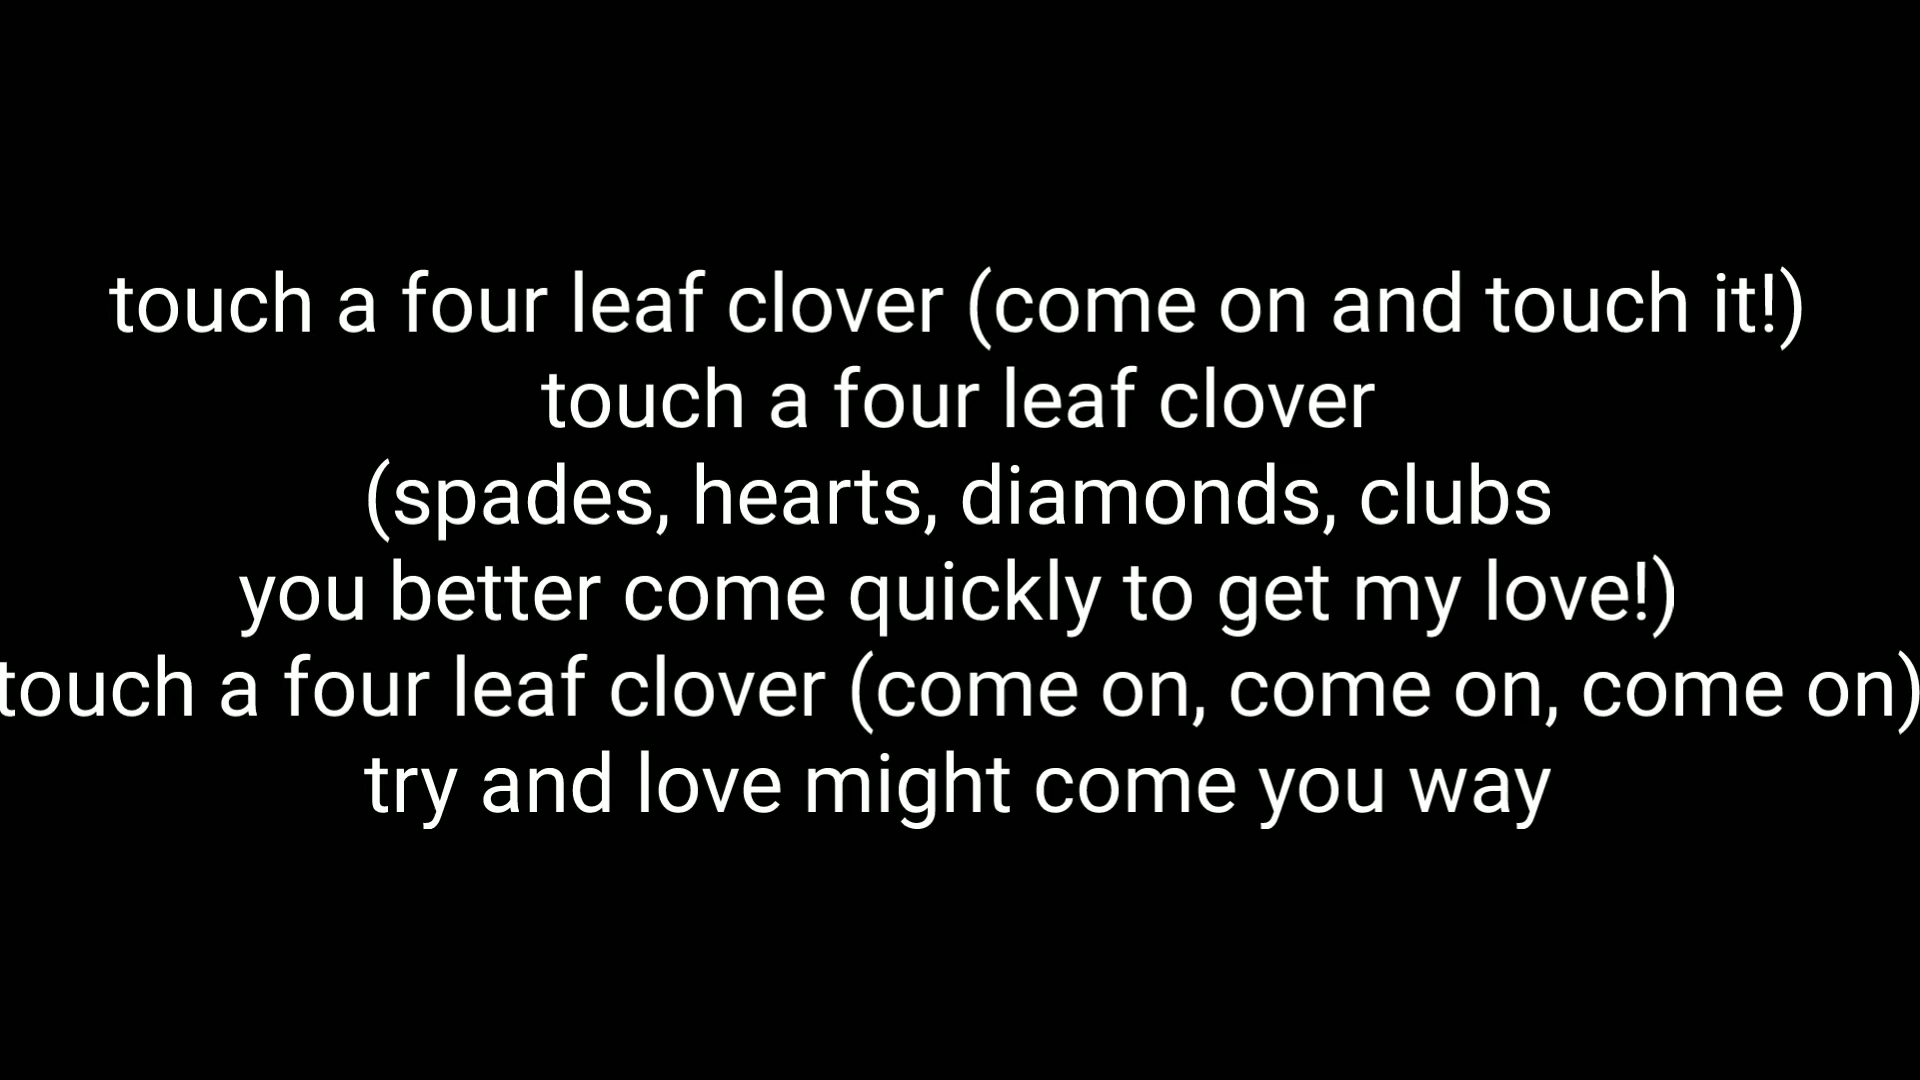 touch a four leaf clover (come on and touch it!)
touch a four leaf clover
(spades, hearts, diamonds, clubs
you better come quickly to get my love!)
touch a four leaf clover (come on, come on, come on)
try and love might come you way